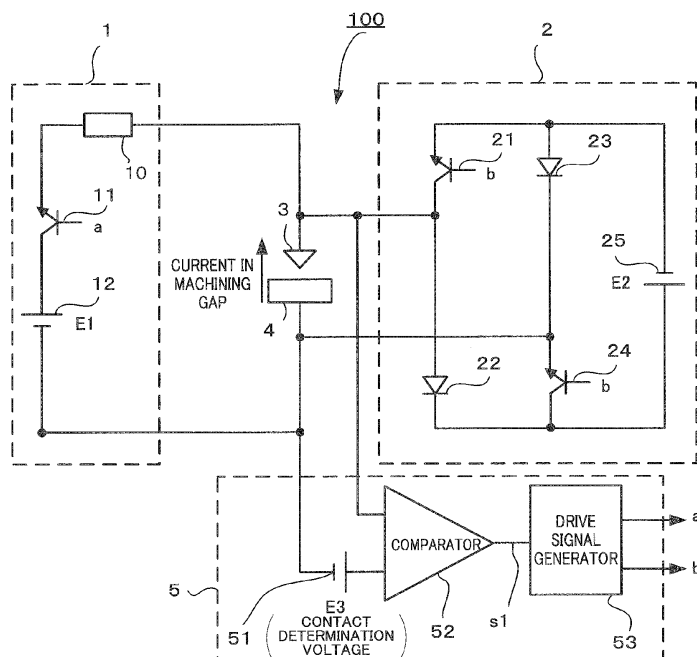 100
1
2
10
11
a
12
E1
3
CURRENT IN
MACHINING
GAP
4
21
b
23
25
E2
22
24
b
5
COMPARATOR
DRIVE
SIGNAL
GENERATOR
a
b
51
E3
CONTACT
DETERMINATION
VOLTAGE
52
s1
53